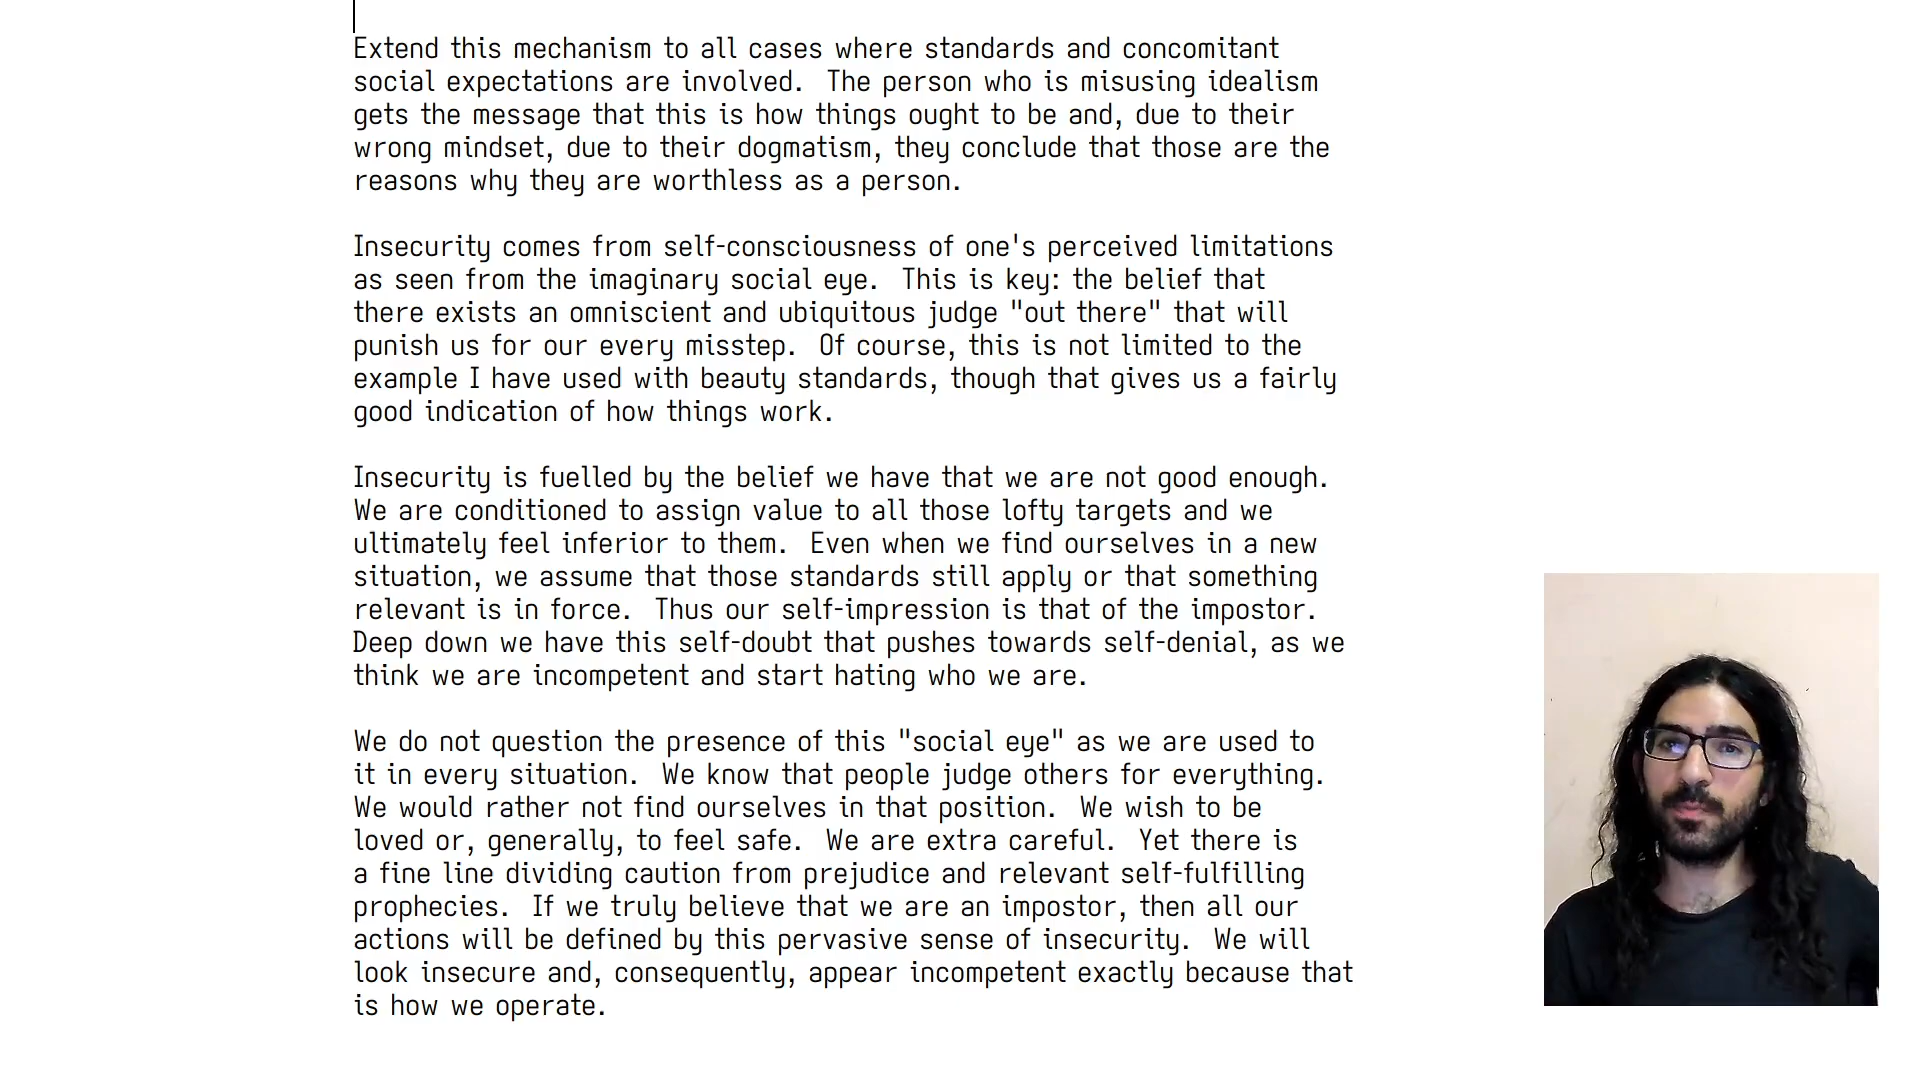 Extend this mechanism to all cases where standards and concomitant
social expectations are involved.  The person who is misusing idealism
gets the message that this is how things ought to be and, due to their
wrong mindset, due to their dogmatism, they conclude that those are the
reasons why they are worthless as a person.

Insecurity comes from self-consciousness of one's perceived limitations
as seen from the imaginary social eye.  This is key: the belief that
there exists an omniscient and ubiquitous judge "out there" that will
punish us for our every misstep.  Of course, this is not limited to the
example I have used with beauty standards, though that gives us a fairly
good indication of how things work.

Insecurity is fuelled by the belief we have that we are not good enough.
We are conditioned to assign value to all those lofty targets and we
ultimately feel inferior to them.  Even when we find ourselves in a new
situation, we assume that those standards still apply or that something
relevant is in force.  Thus our self-impression is that of the impostor.
Deep down we have this self-doubt that pushes towards self-denial, as we
think we are incompetent and start hating who we are.

We do not question the presence of this "social eye" as we are used to
it in every situation.  We know that people judge others for everything.
We would rather not find ourselves in that position.  We wish to be
loved or, generally, to feel safe.  We are extra careful.  Yet there is
a fine line dividing caution from prejudice and relevant self-fulfilling
prophecies.  If we truly believe that we are an impostor, then all our
actions will be defined by this pervasive sense of insecurity.  We will
look insecure and, consequently, appear incompetent exactly because that
is how we operate.